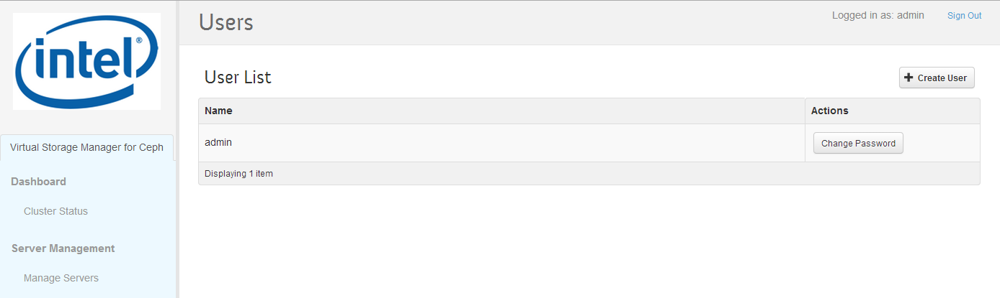 intel®
Users
Logged in as: admin
Sign Out
User List
Create User
Name
Actions
admin
Change Password
Displaying 1 item
Virtual Storage Manager for Ceph
Dashboard
Cluster Status
Server Management
Manage Servers